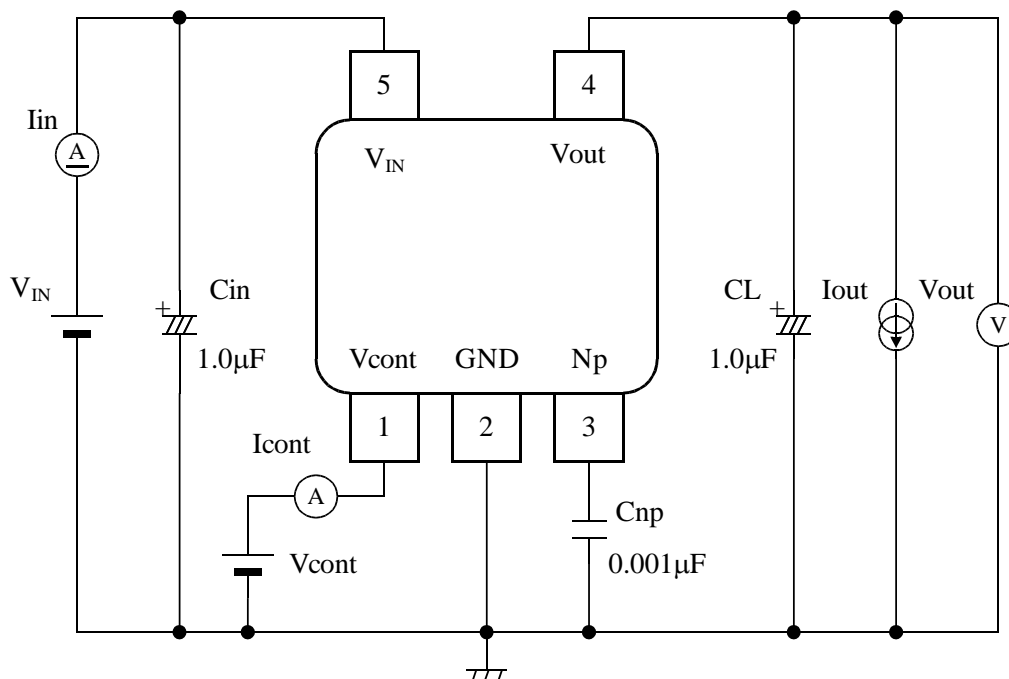 5
4
Iin
A
VIN
Vout
VIN
Cin
+
1.0μF
CL
+
1.0μF
Iout
Vout
V
Vcont
GND
Np
1
2
3
Icont
A
Vcont
Cnp
0.001μF